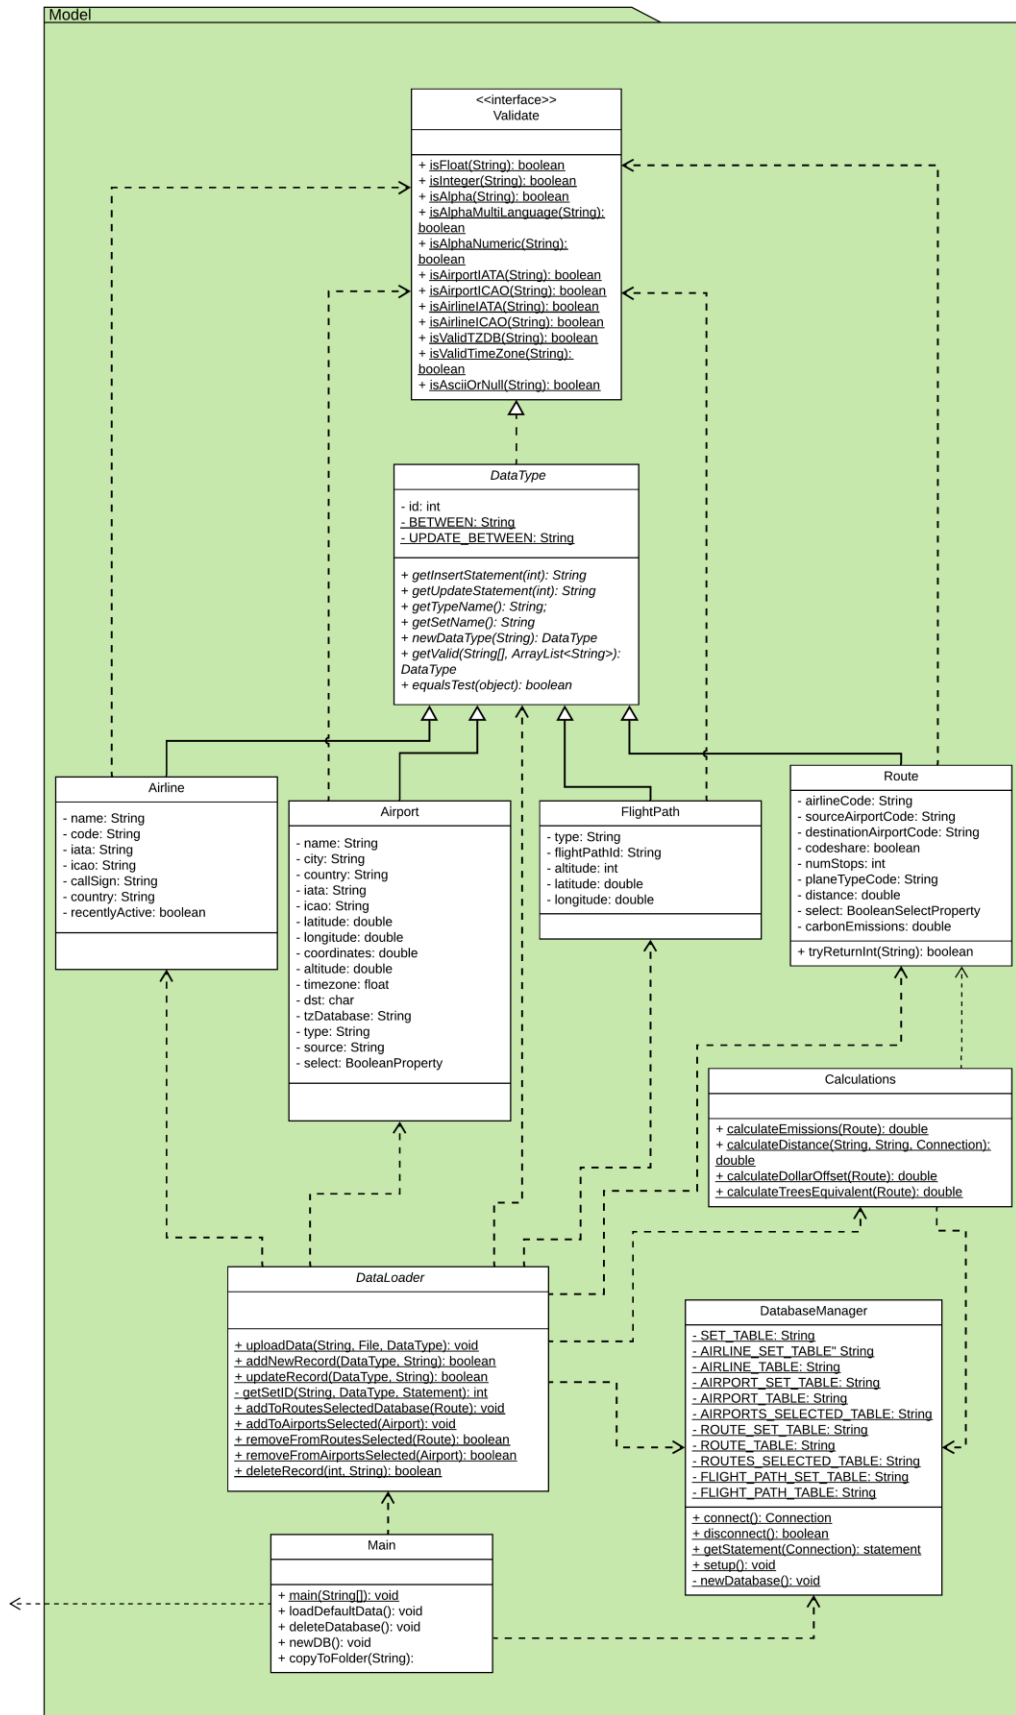 Model
<<interface>>
Validate
+ isFloat(String): boolean
+ isInteger(String): boolean
+ isAlpha(String): boolean
+ isAlphaMultiLanguage(String):
boolean
+ isAlphaNumeric(String):
boolean
+ isAirportIATA(String): boolean
+ isAirportICAO(String): boolean
+ isAirlineIATA(String): boolean
+ isAirlineICAO(String): boolean
+ isValidTZDB(String): boolean
+ isValidTimeZone(String):
boolean
+ isAsciiOrNull(String): boolean
DataType
- id: int
- BETWEEN: String
- UPDATE_BETWEEN: String
+ getInsertStatement(int): String
+ getUpdateStatement(int): String
+ getTypeName(): String;
+ getSetName(): String
+ newDataType(String): DataType
+ getValid(String[], ArrayList<String>):
DataType
+ equalsTest(object): boolean
Airline
- name: String
- code: String
- iata: String
- icao: String
- callSign: String
- country: String
- recentlyActive: boolean
Airport
- name: String
- city: String
- country: String
- iata: String
- icao: String
- latitude: double
- longitude: double
- coordinates: double
- altitude: double
- timezone: float
- dst: char
- tzDatabase: String
- type: String
- source: String
- select: BooleanProperty
FlightPath
- type: String
- flightPathId: String
- altitude: int
- latitude: double
- longitude: double
Route
- airlineCode: String
- sourceAirportCode: String
- destinationAirportCode: String
- codeshare: boolean
- numStops: int
- planeTypeCode: String
- distance: double
- select: BooleanSelectProperty
- carbonEmissions: double
+ tryReturnInt(String): boolean
Calculations
+ calculateEmissions(Route): double
+ calculateDistance(String, String, Connection):
double
+ calculateDollarOffset(Route): double
+ calculateTreesEquivalent(Route): double
DataLoader
+ uploadData(String, File, DataType): void
+ addNewRecord(DataType, String): boolean
+ updateRecord(DataType, String): boolean
- getSetID(String, DataType, Statement): int
+ addToRoutesSelectedDatabase(Route): void
+ addToAirportsSelected(Airport): void
+ removeFromRoutesSelected(Route): boolean
+ removeFromAirportsSelected(Airport): boolean
+ deleteRecord(int, String): boolean
DatabaseManager
- SET_TABLE: String
- AIRLINE_SET_TABLE" String
- AIRLINE_TABLE: String
- AIRPORT_SET_TABLE: String
- AIRPORT_TABLE: String
- AIRPORTS_SELECTED_TABLE: String
- ROUTE_SET_TABLE: String
- ROUTE_TABLE: String
- ROUTES_SELECTED_TABLE: String
- FLIGHT_PATH_SET_TABLE: String
- FLIGHT_PATH_TABLE: String
+ connect(): Connection
+ disconnect(): boolean
+ getStatement(Connection): statement
+ setup(): void
- newDatabase(): void
Main
+ main(String[]): void
+ loadDefaultData(): void
+ deleteDatabase(): void
+ newDB(): void
+ copyToFolder(String):